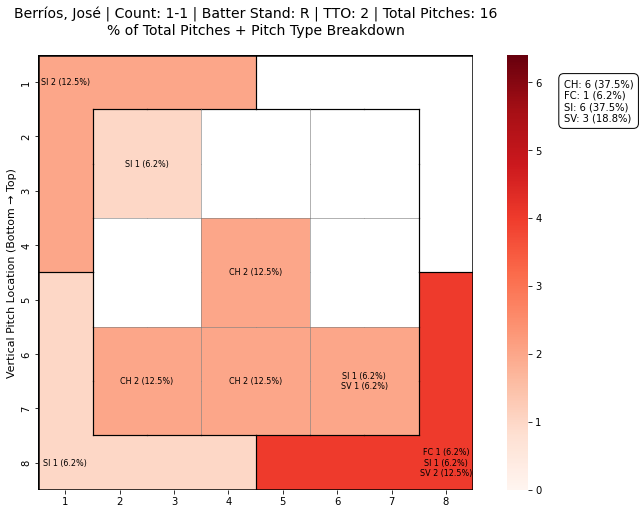 Berríos, José | Count: 1-1 | Batter Stand: R | TTO: 2 | Total Pitches: 16
% of Total Pitches + Pitch Type Breakdown
CH: 6 (37.5%)
FC: 1 (6.2%)
SI: 6 (37.5%)
SV: 3 (18.8%)
Vertical Pitch Location (Bottom → Top)
1
2
3
4
5
6
7
8
SI 2 (12.5%)
SI 1 (6.2%)
CH 2 (12.5%)
CH 2 (12.5%)
CH 2 (12.5%)
SI 1 (6.2%)
SV 1 (6.2%)
SI 1 (6.2%)
FC 1 (6.2%)
SI 1 (6.2%)
SV 2 (12.5%)
1 2 3 4 5 6 7 8
6
5
4
3
2
1
0